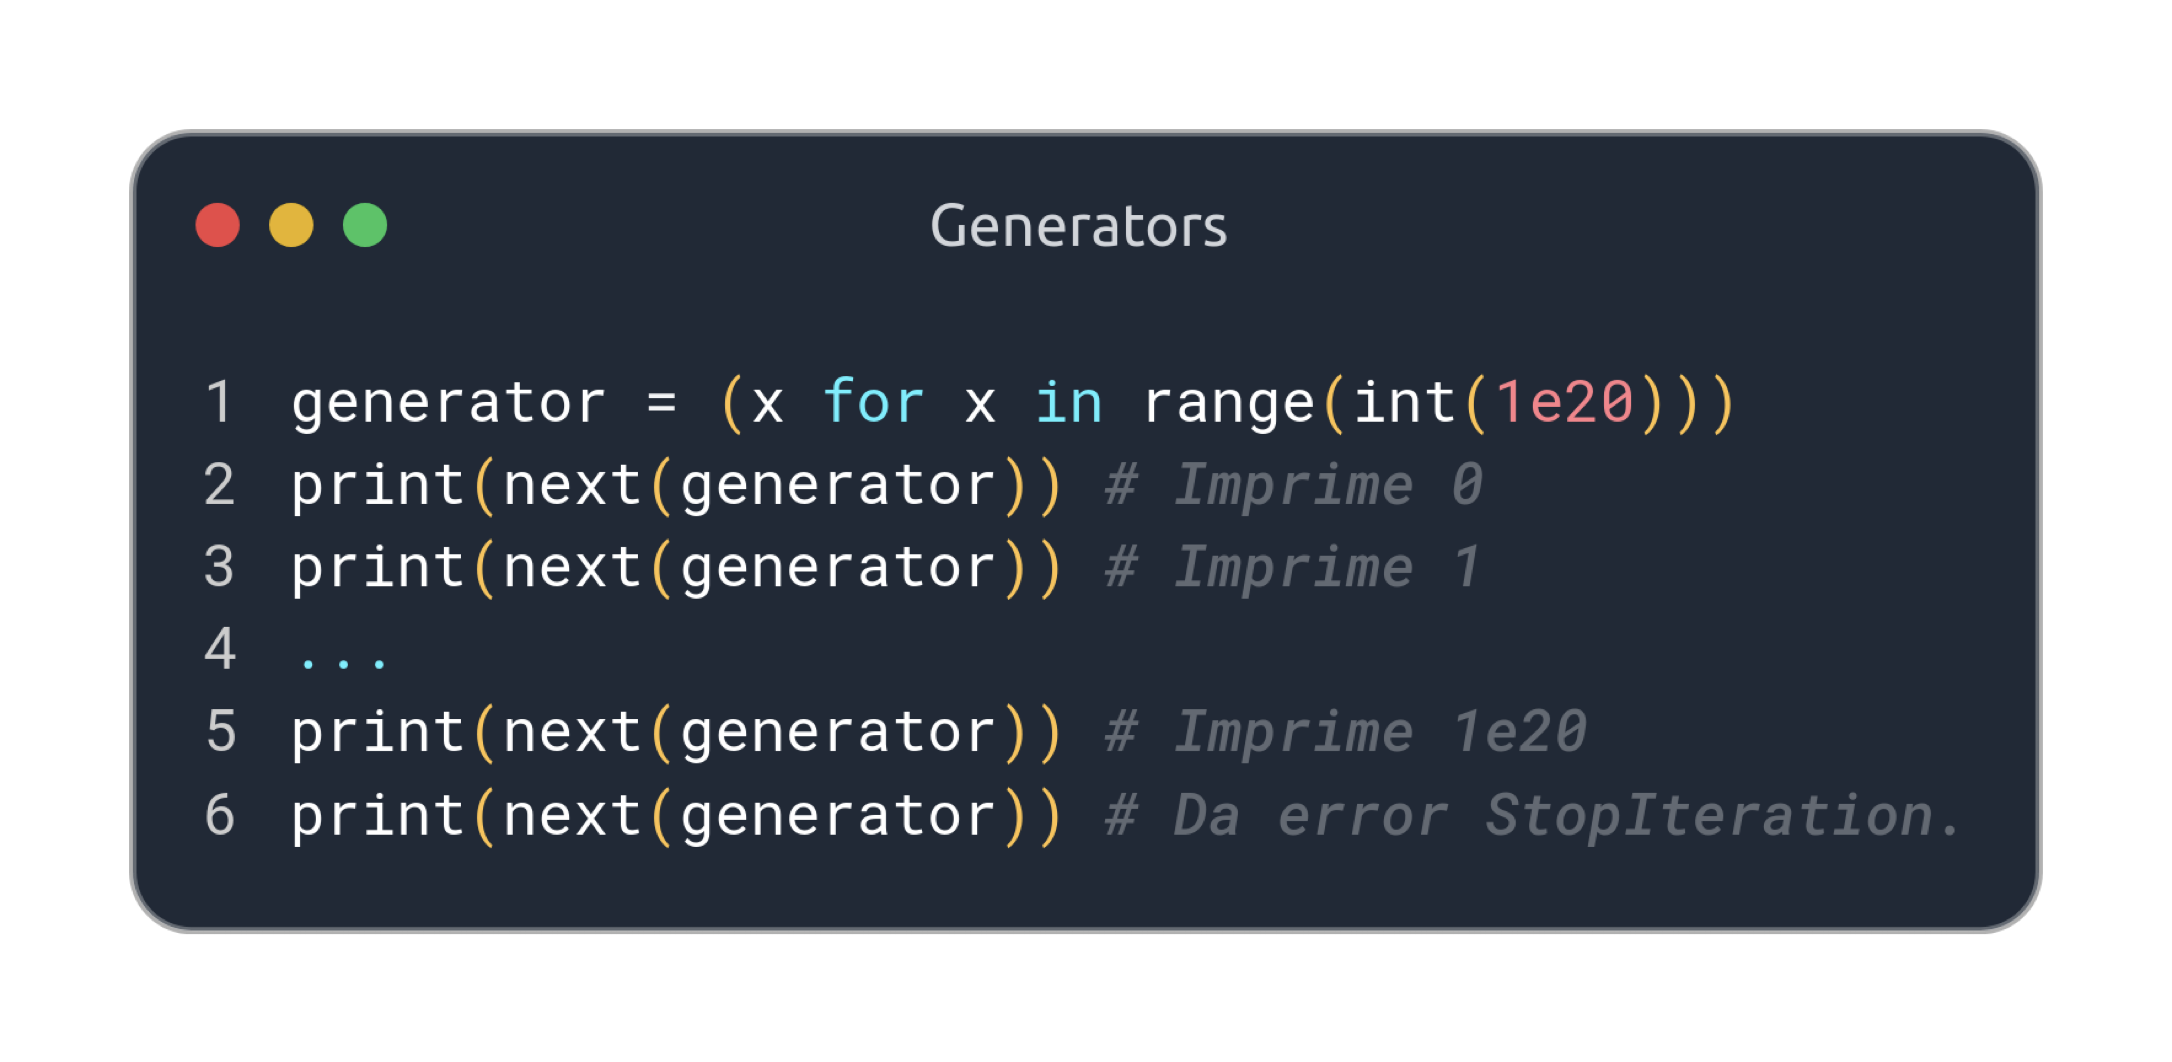 Generators
1 generator = (x for x in range(int(1e20)))
2 print(next(generator)) # Imprime 0
3 print(next(generator)) # Imprime 1
4 ...
5 print(next(generator)) # Imprime 1e20
6 print(next(generator)) # Da error StopIteration.